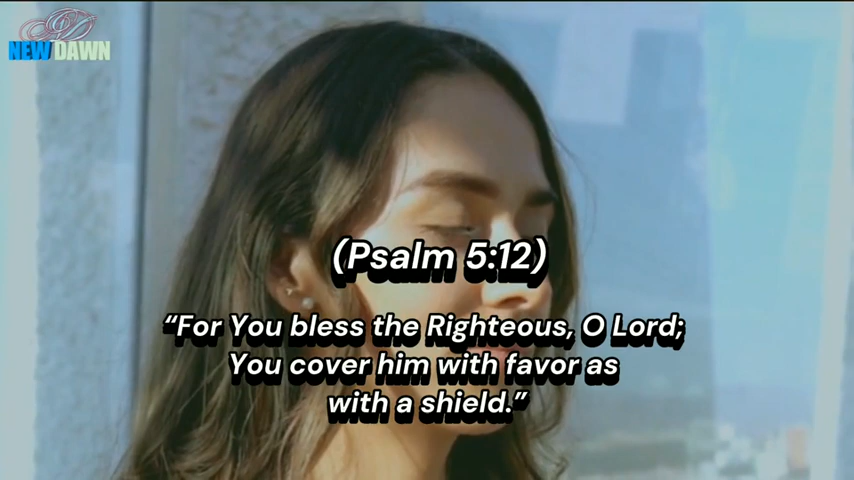 NEW DAWN
(Psalm 5:12)
“For You bless the Righteous, O Lord;
You cover him with favor as
with a shield.”